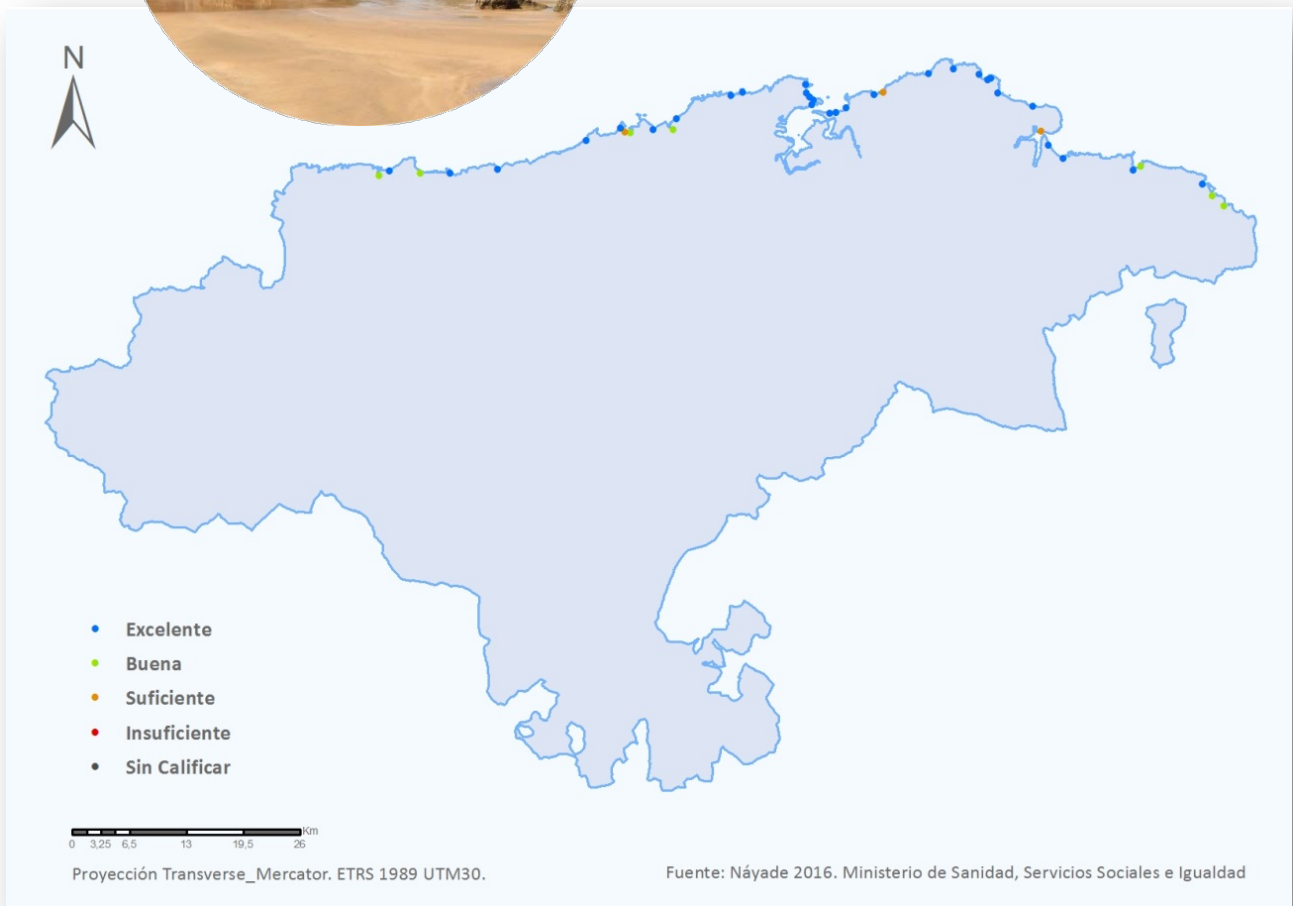 N
Excelente
Buena
Suficiente
Insuficiente
Sin Calificar
Km
0 3,25 6,5 13 19,5 26
Proyección Transverse_Mercator. ETRS 1989 UTM30.
Fuente: Náyade 2016. Ministerio de Sanidad, Servicios Sociales e Igualdad